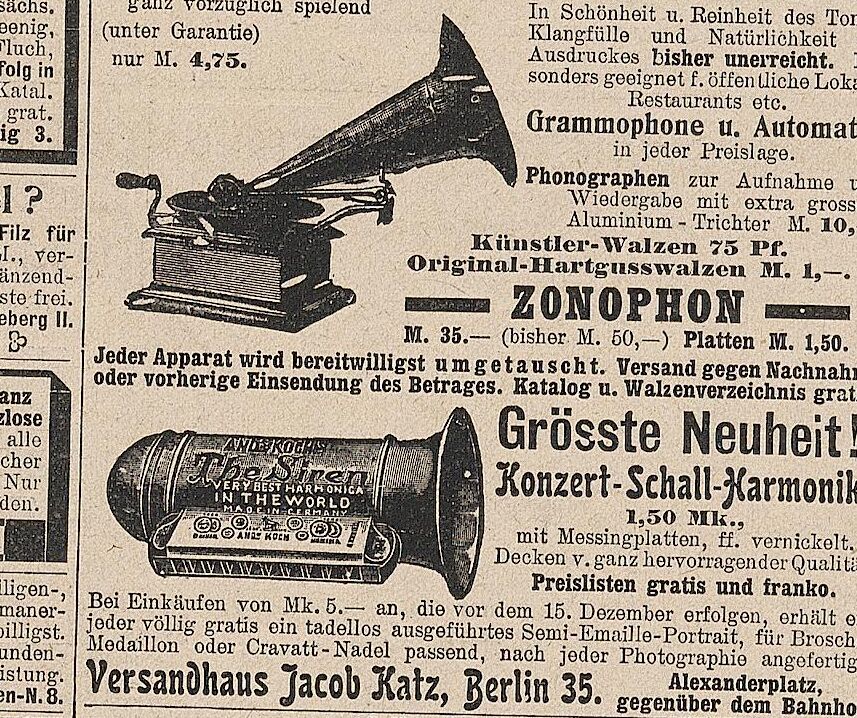 sachs.
eenig,
Fluch,
folg in
Katal.
grat.
ig 3.
l ?
Filz für
M., ver-
änzend-
ste frei.
eberg II.
anz
zlose
alle
cher
Nur
den.
lligen-,
maner-
billigst.
unden-
istung.
en-N. 8.
ganz vorzüglich spielend
(unter Garantie)
nur M. 4,75.
In Schönheit u. Reinheit des To
Klangfülle und Natürlichkeit
Ausdruckes bisher unerreicht.
sonders geeignet f. öffentliche Loka
Restaurants etc.
Grammophone u. Automat
in jeder Preislage.
Phonographen zur Aufnahme u
Wiedergabe mit extra gross
Aluminium-Trichter M. 10,
Künstler-Walzen 75 Pf.
Original-Hartgusswalzen M. 1,—.
ZONOPHON
M. 35.— (bisher M. 50,—) Platten M. 1,50.
Jeder Apparat wird bereitwilligst umgetauscht. Versand gegen Nachnahm
oder vorherige Einsendung des Betrages. Katalog u. Walzenverzeichnis grat
ANDS KOCHS
The Siren
VERY BEST HARMONICA
IN THE WORLD
MADE IN GERMANY
ANDS KOCH
Grösste Neuheit!
Konzert-Schall-Harmonik
1,50 Mk.,
mit Messingplatten, ff. vernickelt.
Decken v. ganz hervorragender Qualitä
Preislisten gratis und franko.
Bei Einkäufen von Mk. 5.— an, die vor dem 15. Dezember erfolgen, erhält e
jeder völlig gratis ein tadellos ausgeführtes Semi-Emaille-Portrait, für Brosch
Medaillon oder Cravatt-Nadel passend, nach jeder Photographie angefertig
Versandhaus Jacob Katz, Berlin 35.
Alexanderplatz,
gegenüber dem Bahnho